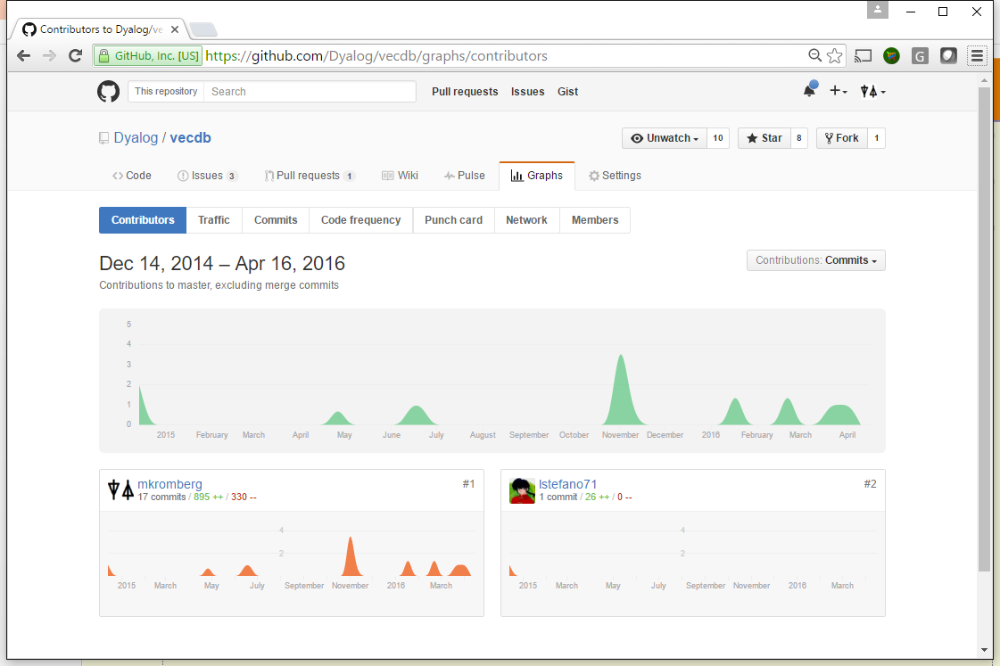 Contributors to Dyalog/ve
GitHub, Inc. [US] https://github.com/Dyalog/vecdb/graphs/contributors
G
This repository Search Pull requests Issues Gist
Dyalog / vecdb
Unwatch 10 Star 8 Fork 1
Code Issues 3 Pull requests 1 Wiki Pulse Graphs Settings
Contributors Traffic Commits Code frequency Punch card Network Members
Dec 14, 2014 – Apr 16, 2016
Contributions: Commits
Contributions to master, excluding merge commits
5
4
3
2
1
0
2015 February March April May June July August September October November December 2016 February March April
mkromberg #1
17 commits / 895 ++ / 330 --
4
2
2015 March May July September November 2016 March
lstefano71 #2
1 commit / 26 ++ / 0 --
4
2
2015 March May July September November 2016 March